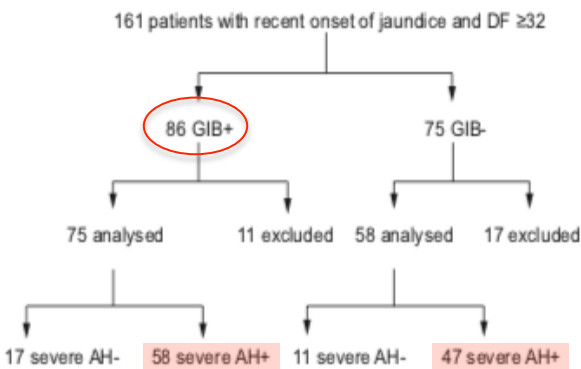 161 patients with recent onset of jaundice and DF ≥32
86 GIB+ 75 GIB-
75 analysed 11 excluded 58 analysed 17 excluded
17 severe AH- 58 severe AH+ 11 severe AH- 47 severe AH+